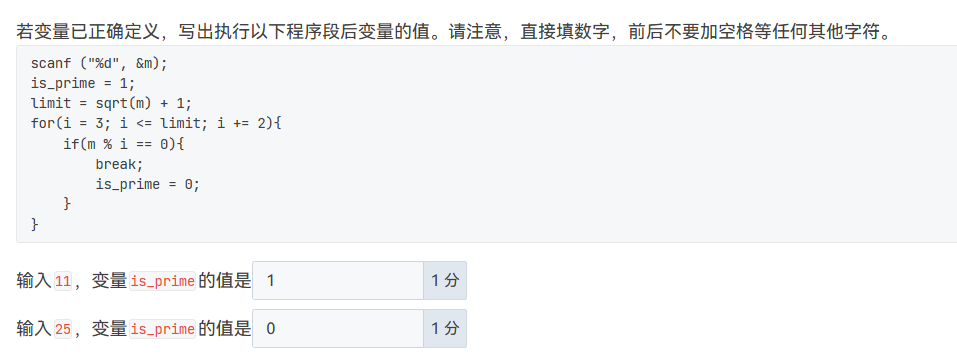 若变量已正确定义，写出执行以下程序段后变量的值。请注意，直接填数字，前后不要加空格等任何其他字符。
scanf ("%d", &m);
is_prime = 1;
limit = sqrt(m) + 1;
for(i = 3; i <= limit; i += 2){
    if(m % i == 0){
        break;
        is_prime = 0;
    }
}
输入11，变量is_prime的值是 1 1 分
输入25，变量is_prime的值是 0 1 分